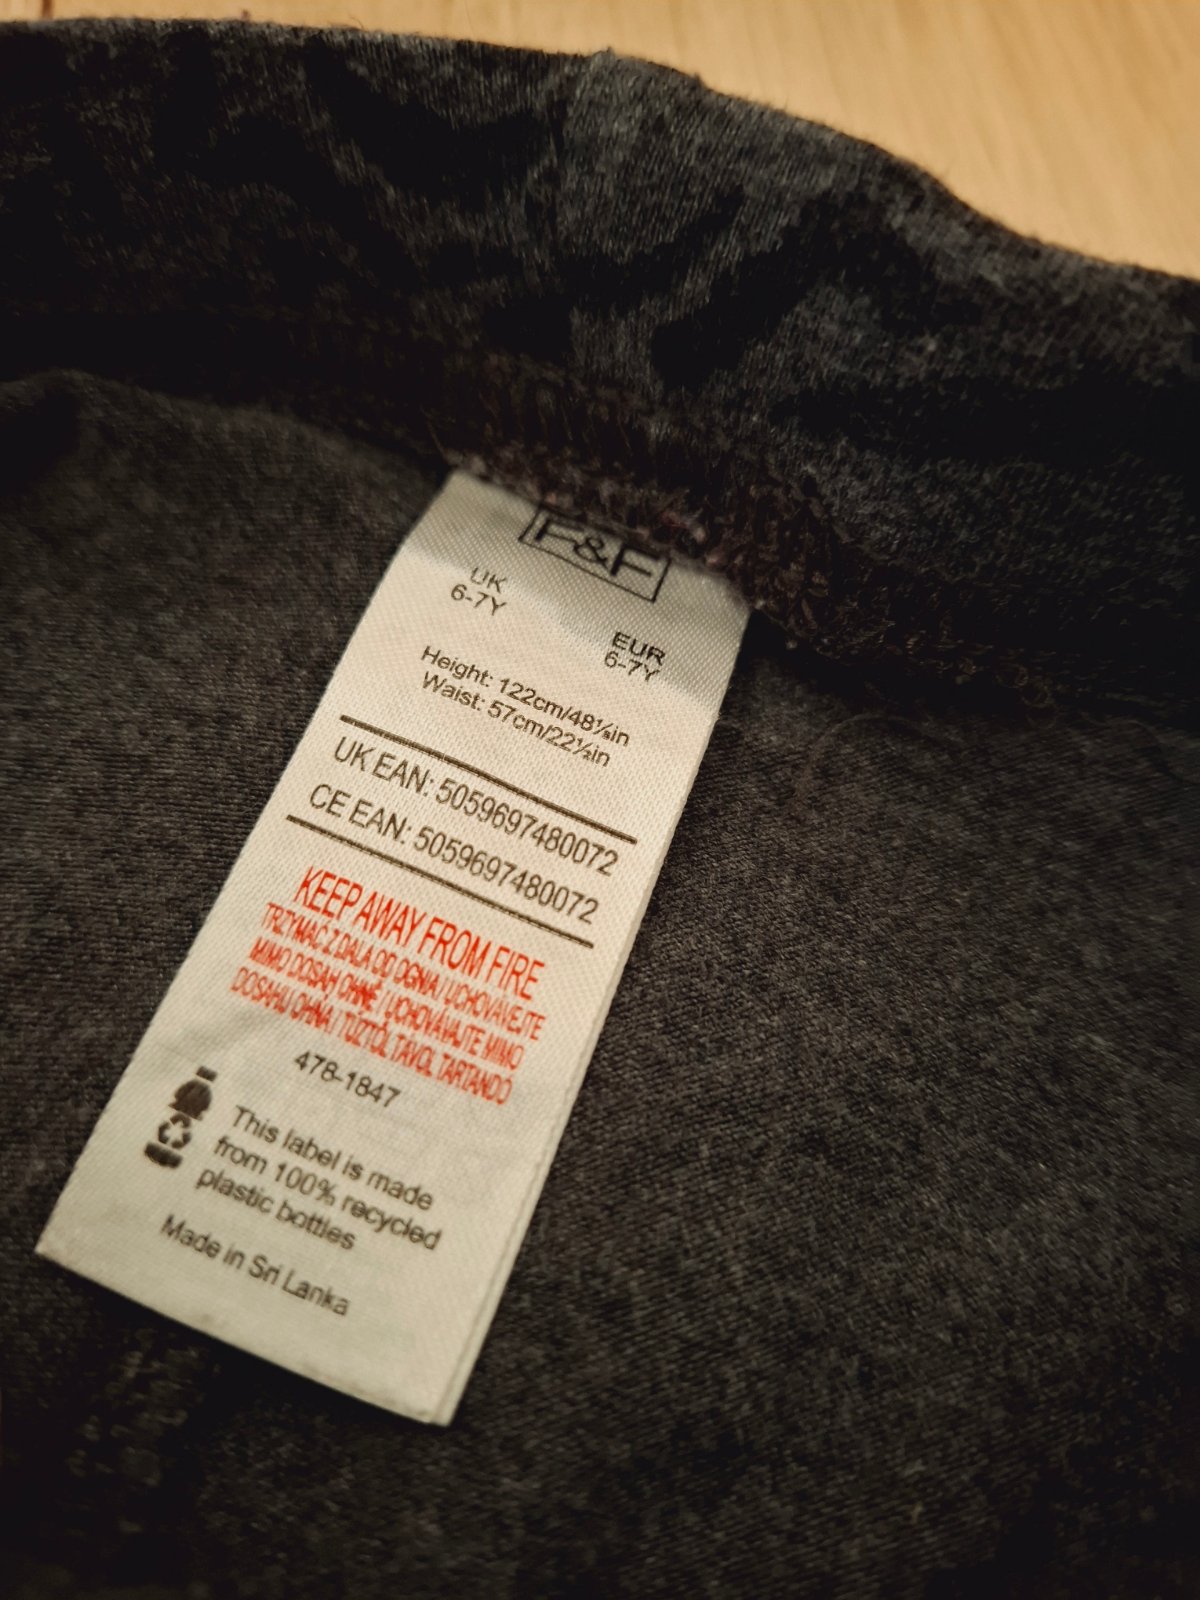 F&F
UK
6-7Y
EUR
6-7Y
Height: 122cm/48⅛in
Waist: 57cm/22½in
UK EAN: 5059697480072
CE EAN: 5059697480072
KEEP AWAY FROM FIRE
TRZYMAĆ Z DALA OD OGNIA / UCHOVÁVEJTE
MIMO DOSAH OHNĚ / UCHOVÁVAJTE MIMO
DOSAHU OHŇA / TŰZTŐL TÁVOL TARTANDÓ
478-1847
This label is made
from 100% recycled
plastic bottles
Made in Sri Lanka